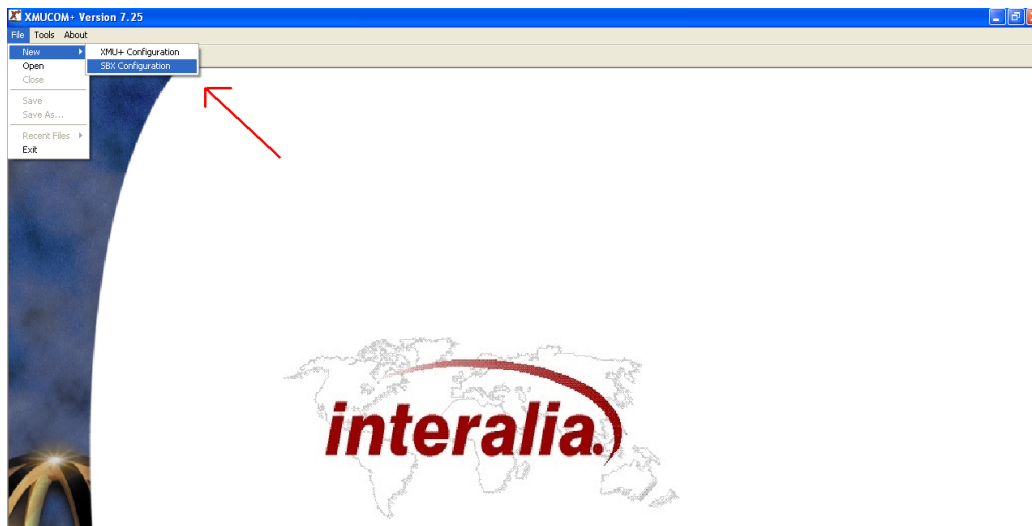 XMUCOM+ Version 7.25
File Tools About
New XMU+ Configuration
Open SBX Configuration
Close
Save
Save As...
Recent Files
Exit
interalia.